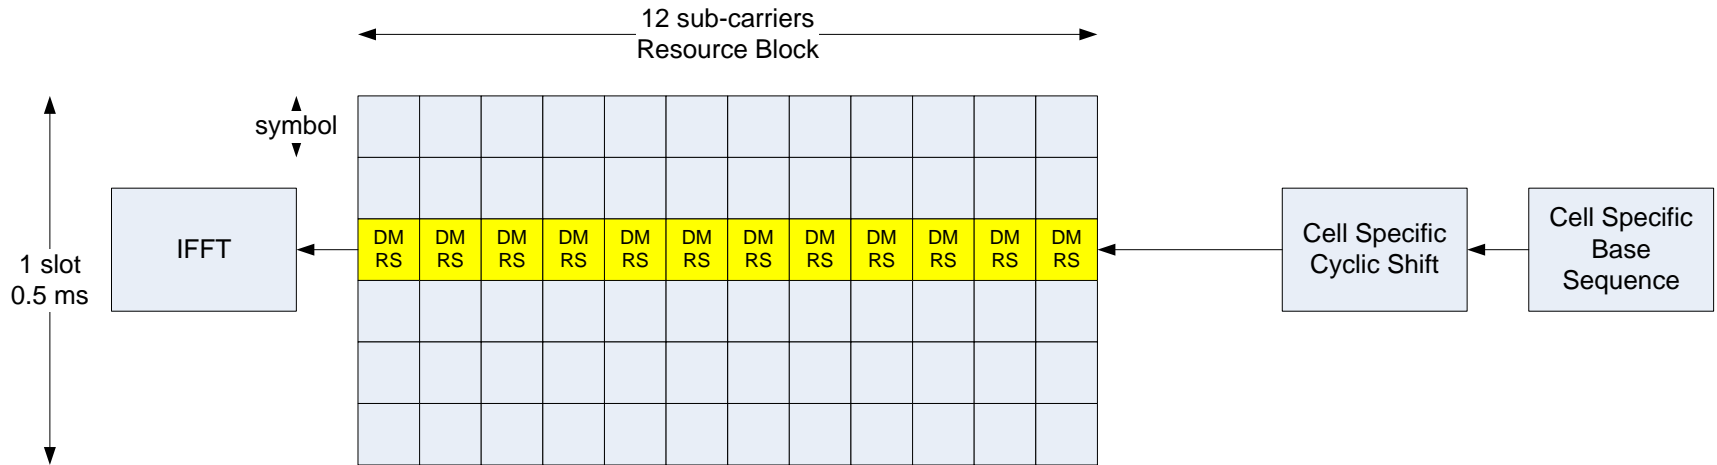 12 sub-carriers
Resource Block
symbol
DM DM DM DM DM DM DM DM DM DM DM DM
RS RS RS RS RS RS RS RS RS RS RS RS
IFFT
1 slot
0.5 ms
Cell Specific
Cyclic Shift
Cell Specific
Base
Sequence